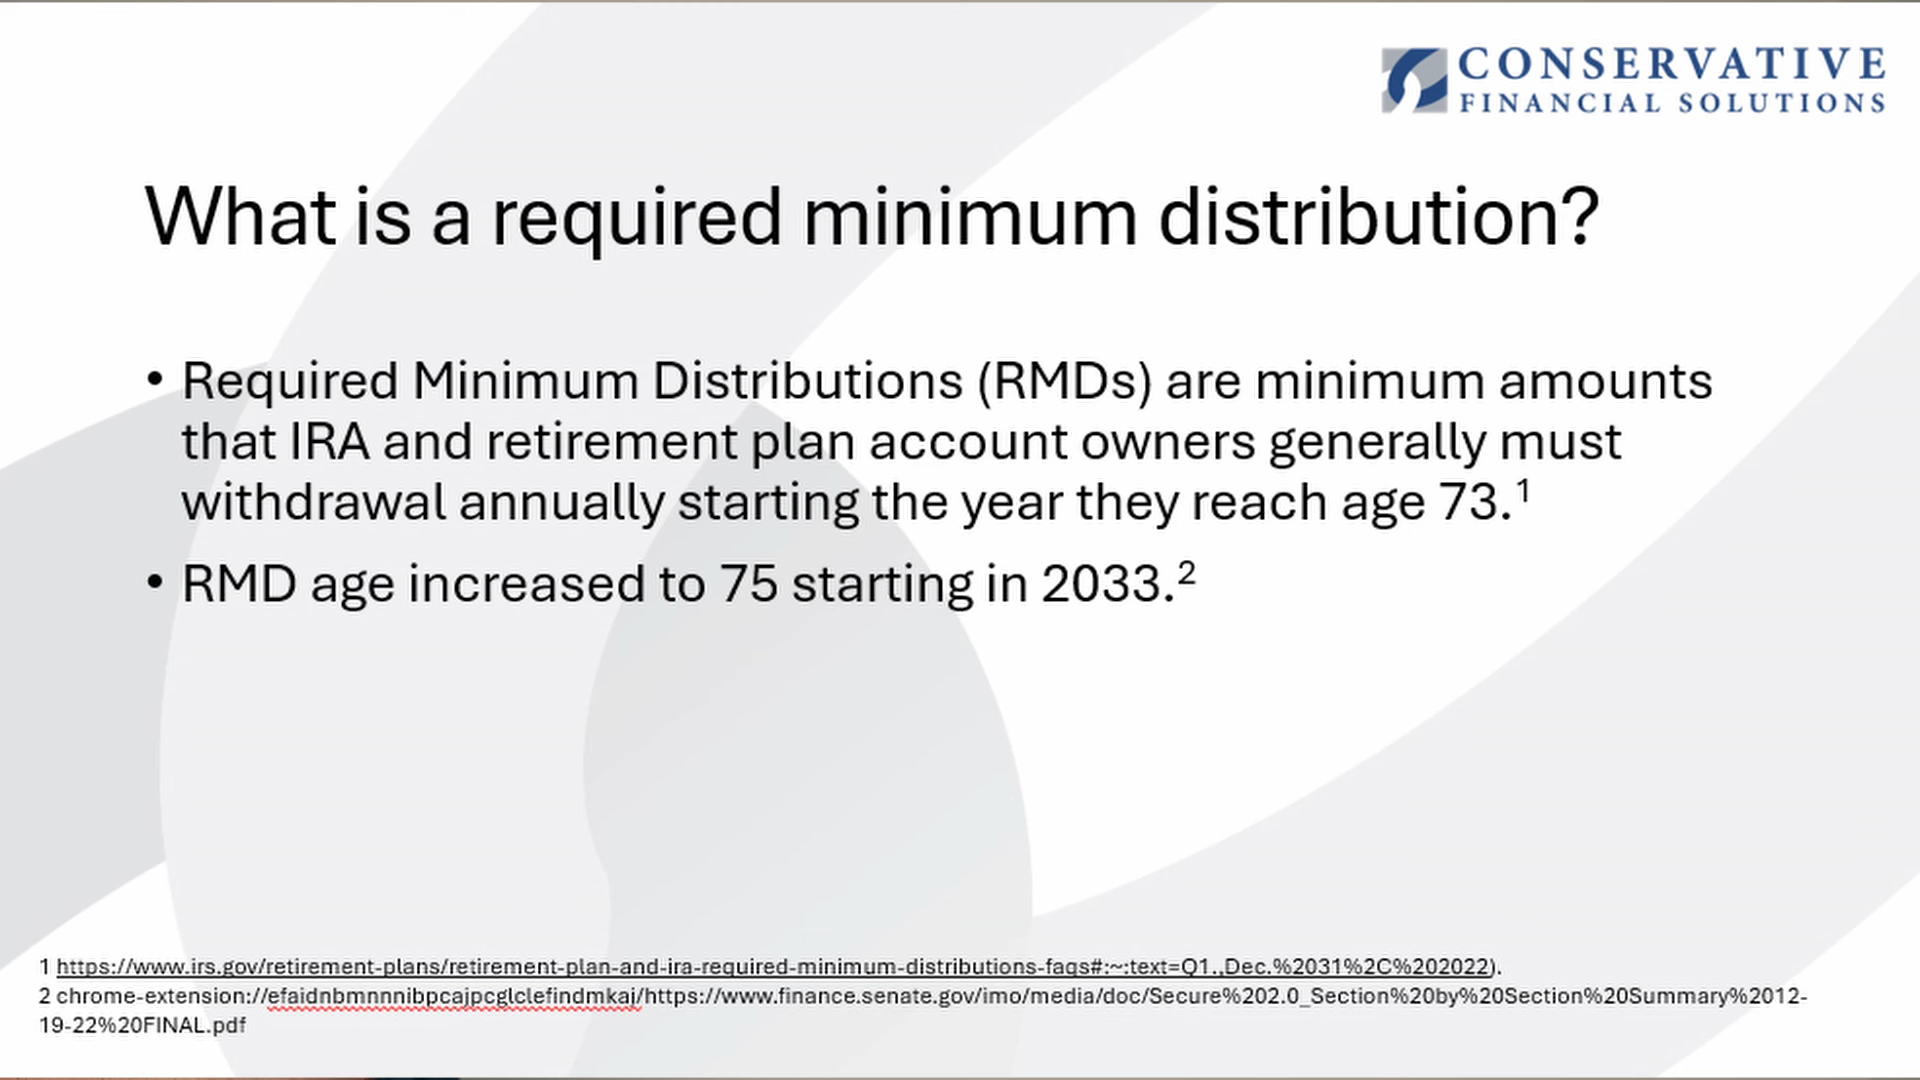 CONSERVATIVE
FINANCIAL SOLUTIONS
What is a required minimum distribution?
• Required Minimum Distributions (RMDs) are minimum amounts
that IRA and retirement plan account owners generally must
withdrawal annually starting the year they reach age 73.¹
• RMD age increased to 75 starting in 2033.²
1 https://www.irs.gov/retirement-plans/retirement-plan-and-ira-required-minimum-distributions-faqs#:~:text=Q1.,Dec.%2031%2C%202022).
2 chrome-extension://efaidnbmnnnibpcajpcglclefindmkaj/https://www.finance.senate.gov/imo/media/doc/Secure%202.0_Section%20by%20Section%20Summary%2012-
19-22%20FINAL.pdf